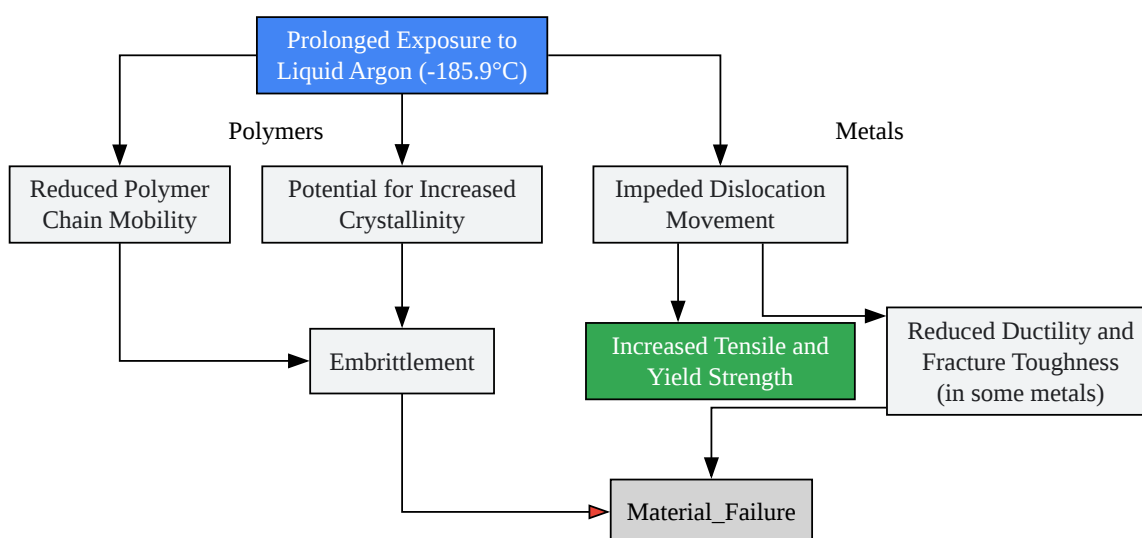 Prolonged Exposure to
Liquid Argon (-185.9°C)
Polymers
Metals
Reduced Polymer
Chain Mobility
Potential for Increased
Crystallinity
Impeded Dislocation
Movement
Embrittlement
Increased Tensile and
Yield Strength
Reduced Ductility and
Fracture Toughness
(in some metals)
Material_Failure